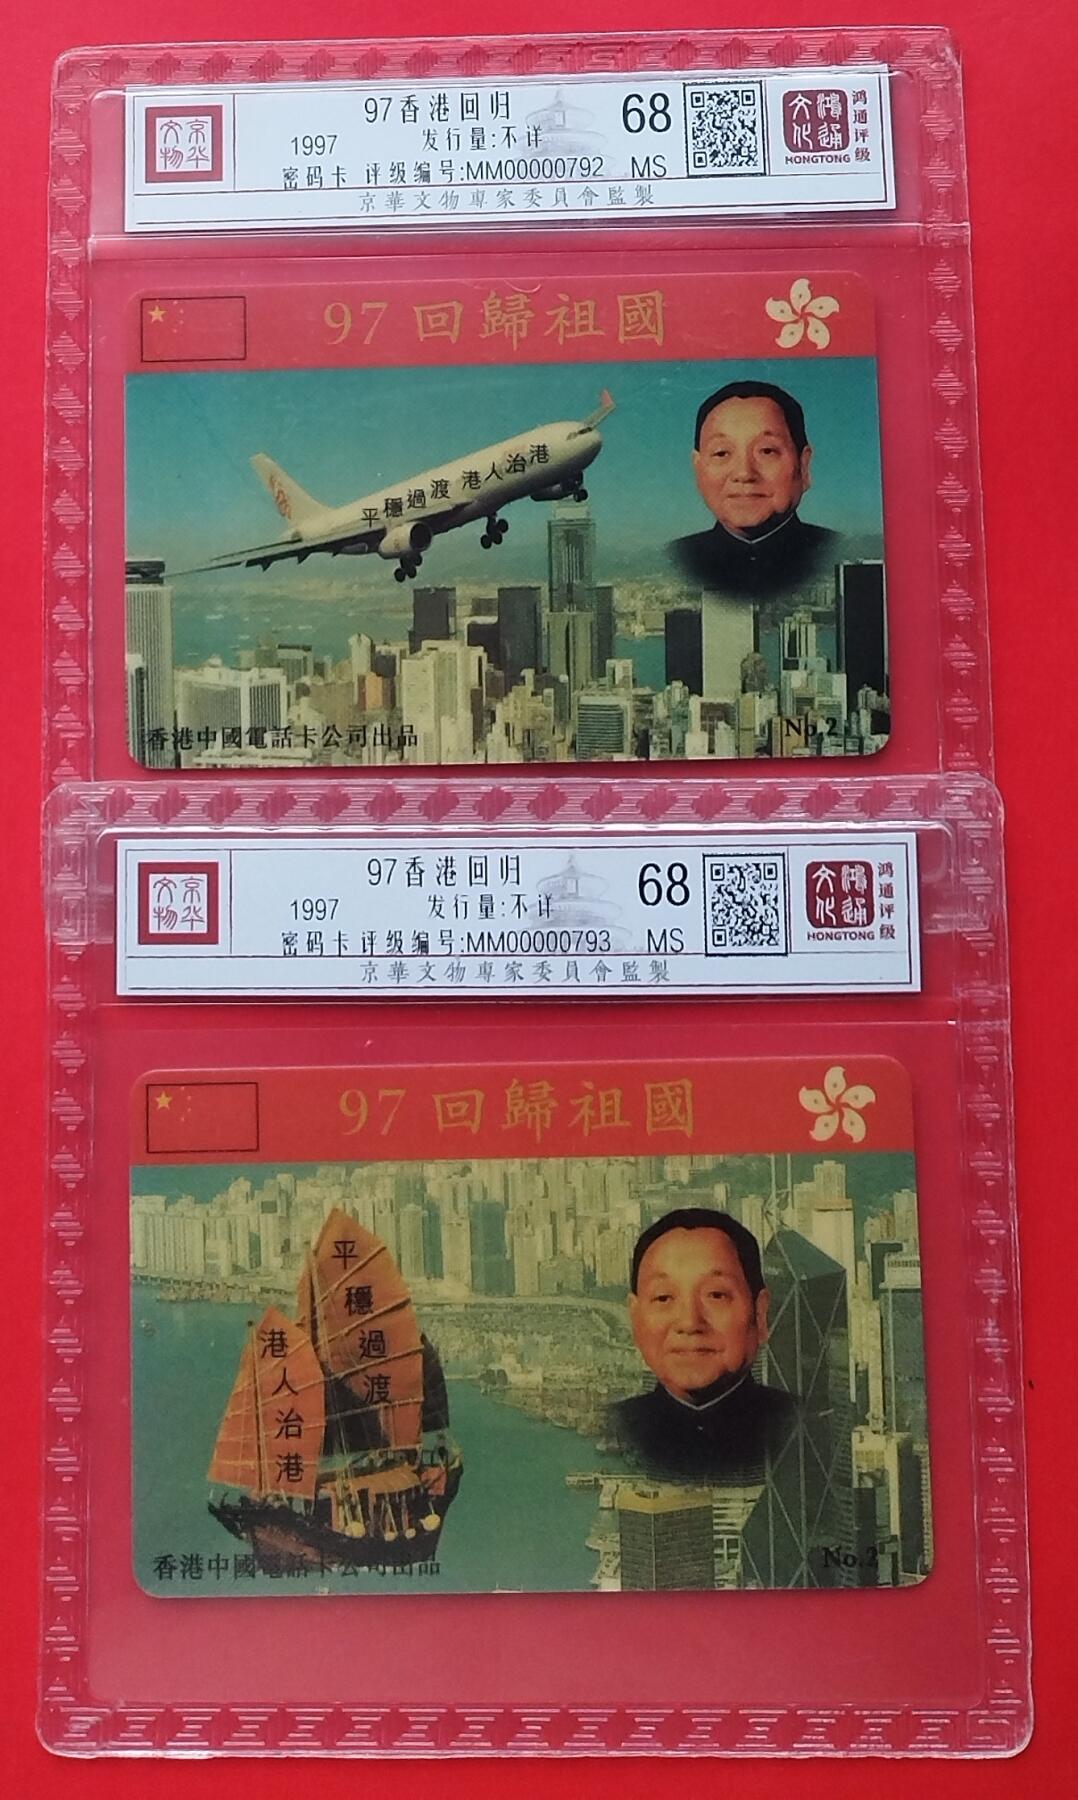 京华
文物
97香港回归
1997
发行量:不详
68
密码卡 评级编号:MM00000792 MS
京華文物專家委員會監製
鸿通
文化
HONGTONG
鸿通评级
97 回歸祖國
平穩過渡 港人治港
香港中國電話卡公司出品
No.2
京华
文物
97香港回归
1997
发行量:不详
68
密码卡 评级编号:MM00000793 MS
京華文物專家委員會監製
鸿通
文化
HONGTONG
鸿通评级
97 回歸祖國
平穩過渡
港人治港
香港中國電話卡公司出品
No.2